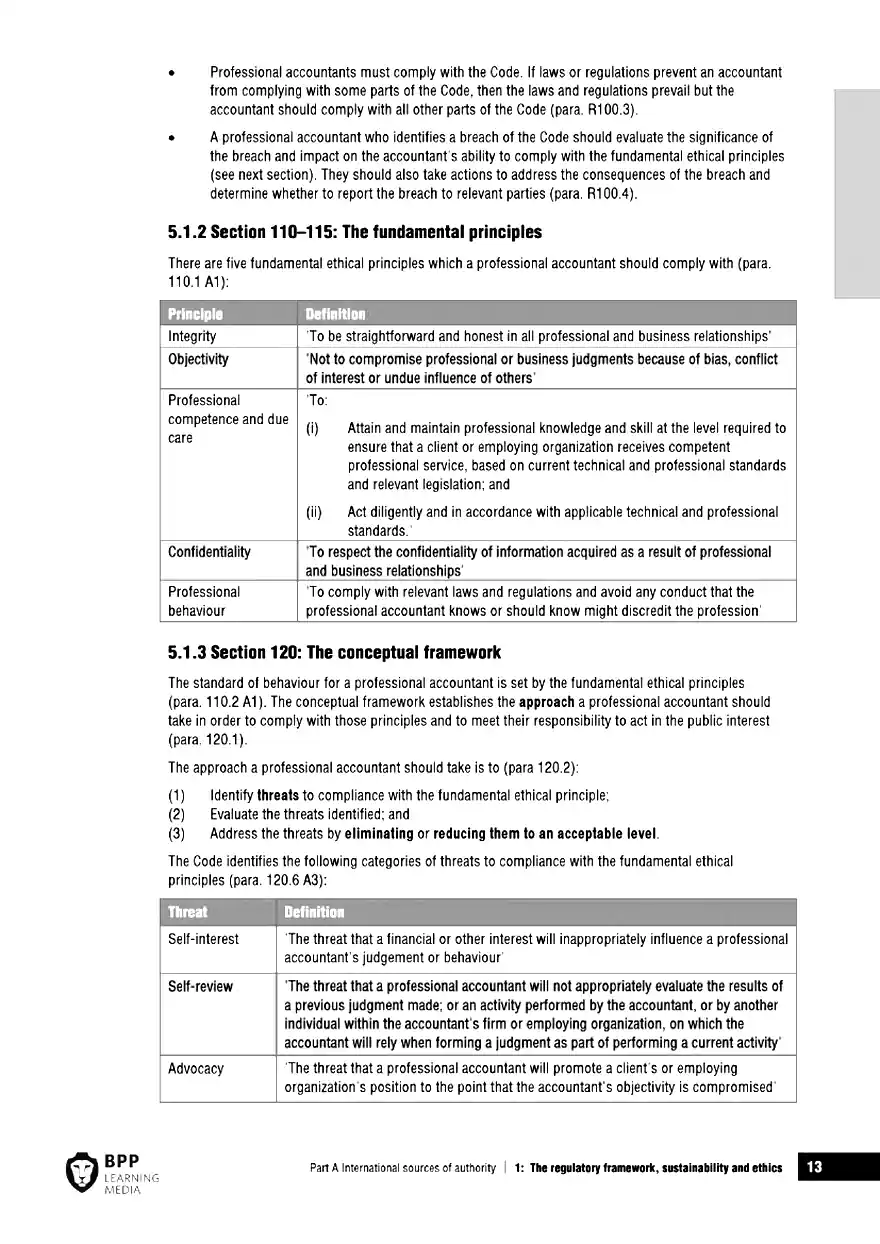 • Professional accountants must comply with the Code. If laws or regulations prevent an accountant
from complying with some parts of the Code, then the laws and regulations prevail but the
accountant should comply with all other parts of the Code (para. R100.3).
• A professional accountant who identifies a breach of the Code should evaluate the significance of
the breach and impact on the accountant's ability to comply with the fundamental ethical principles
(see next section). They should also take actions to address the consequences of the breach and
determine whether to report the breach to relevant parties (para. R100.4).
5.1.2 Section 110–115: The fundamental principles
There are five fundamental ethical principles which a professional accountant should comply with (para.
110.1 A1):
Principle Definition
Integrity 'To be straightforward and honest in all professional and business relationships'
Objectivity 'Not to compromise professional or business judgments because of bias, conflict
of interest or undue influence of others'
Professional 'To:
competence and due
care
(i) Attain and maintain professional knowledge and skill at the level required to
ensure that a client or employing organization receives competent
professional service, based on current technical and professional standards
and relevant legislation; and
(ii) Act diligently and in accordance with applicable technical and professional
standards.'
Confidentiality 'To respect the confidentiality of information acquired as a result of professional
and business relationships'
Professional 'To comply with relevant laws and regulations and avoid any conduct that the
behaviour professional accountant knows or should know might discredit the profession'
5.1.3 Section 120: The conceptual framework
The standard of behaviour for a professional accountant is set by the fundamental ethical principles
(para. 110.2 A1). The conceptual framework establishes the approach a professional accountant should
take in order to comply with those principles and to meet their responsibility to act in the public interest
(para. 120.1).
The approach a professional accountant should take is to (para 120.2):
(1) Identify threats to compliance with the fundamental ethical principle;
(2) Evaluate the threats identified; and
(3) Address the threats by eliminating or reducing them to an acceptable level.
The Code identifies the following categories of threats to compliance with the fundamental ethical
principles (para. 120.6 A3):
Threat Definition
Self-interest 'The threat that a financial or other interest will inappropriately influence a professional
accountant's judgement or behaviour'
Self-review 'The threat that a professional accountant will not appropriately evaluate the results of
a previous judgment made; or an activity performed by the accountant, or by another
individual within the accountant's firm or employing organization, on which the
accountant will rely when forming a judgment as part of performing a current activity'
Advocacy 'The threat that a professional accountant will promote a client's or employing
organization's position to the point that the accountant's objectivity is compromised'
BPP
LEARNING
MEDIA
Part A International sources of authority | 1: The regulatory framework, sustainability and ethics 13